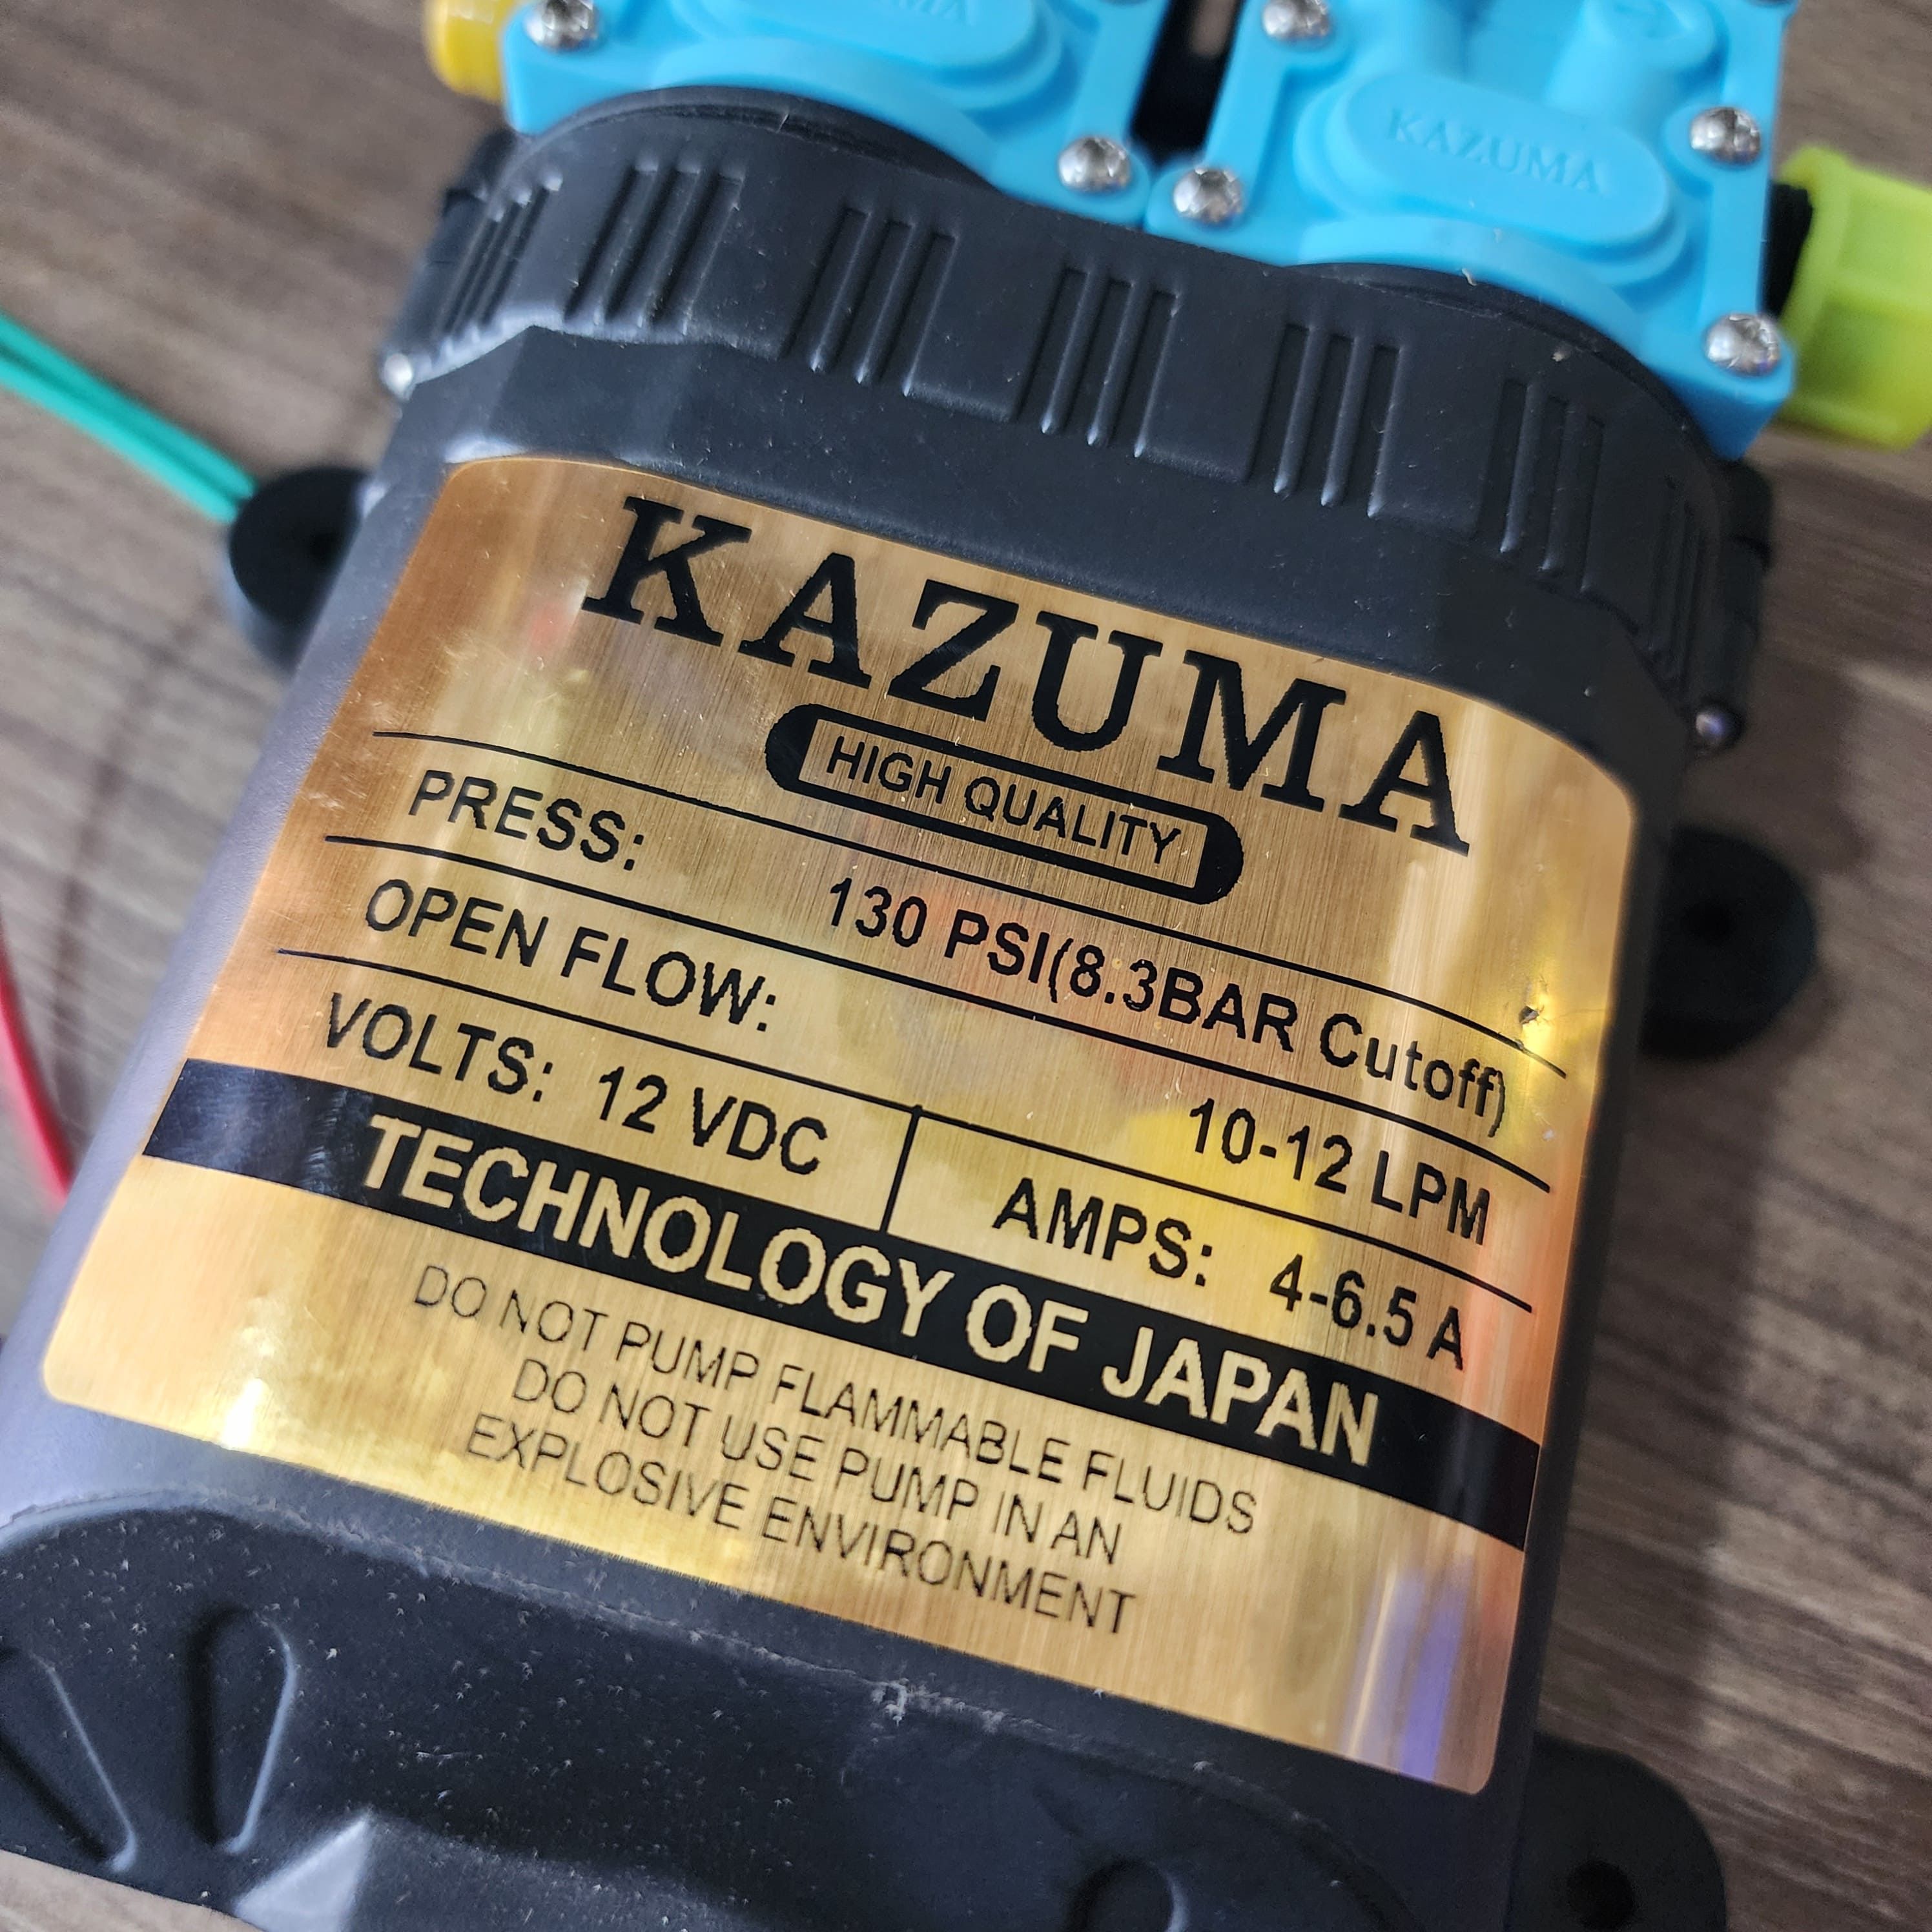 KAZUMA
KAZUMA
HIGH QUALITY
PRESS: 130 PSI(8.3BAR Cutoff)
OPEN FLOW: 10-12 LPM
VOLTS: 12 VDC AMPS: 4-6.5 A
TECHNOLOGY OF JAPAN
DO NOT PUMP FLAMMABLE FLUIDS
DO NOT USE PUMP IN AN
EXPLOSIVE ENVIRONMENT